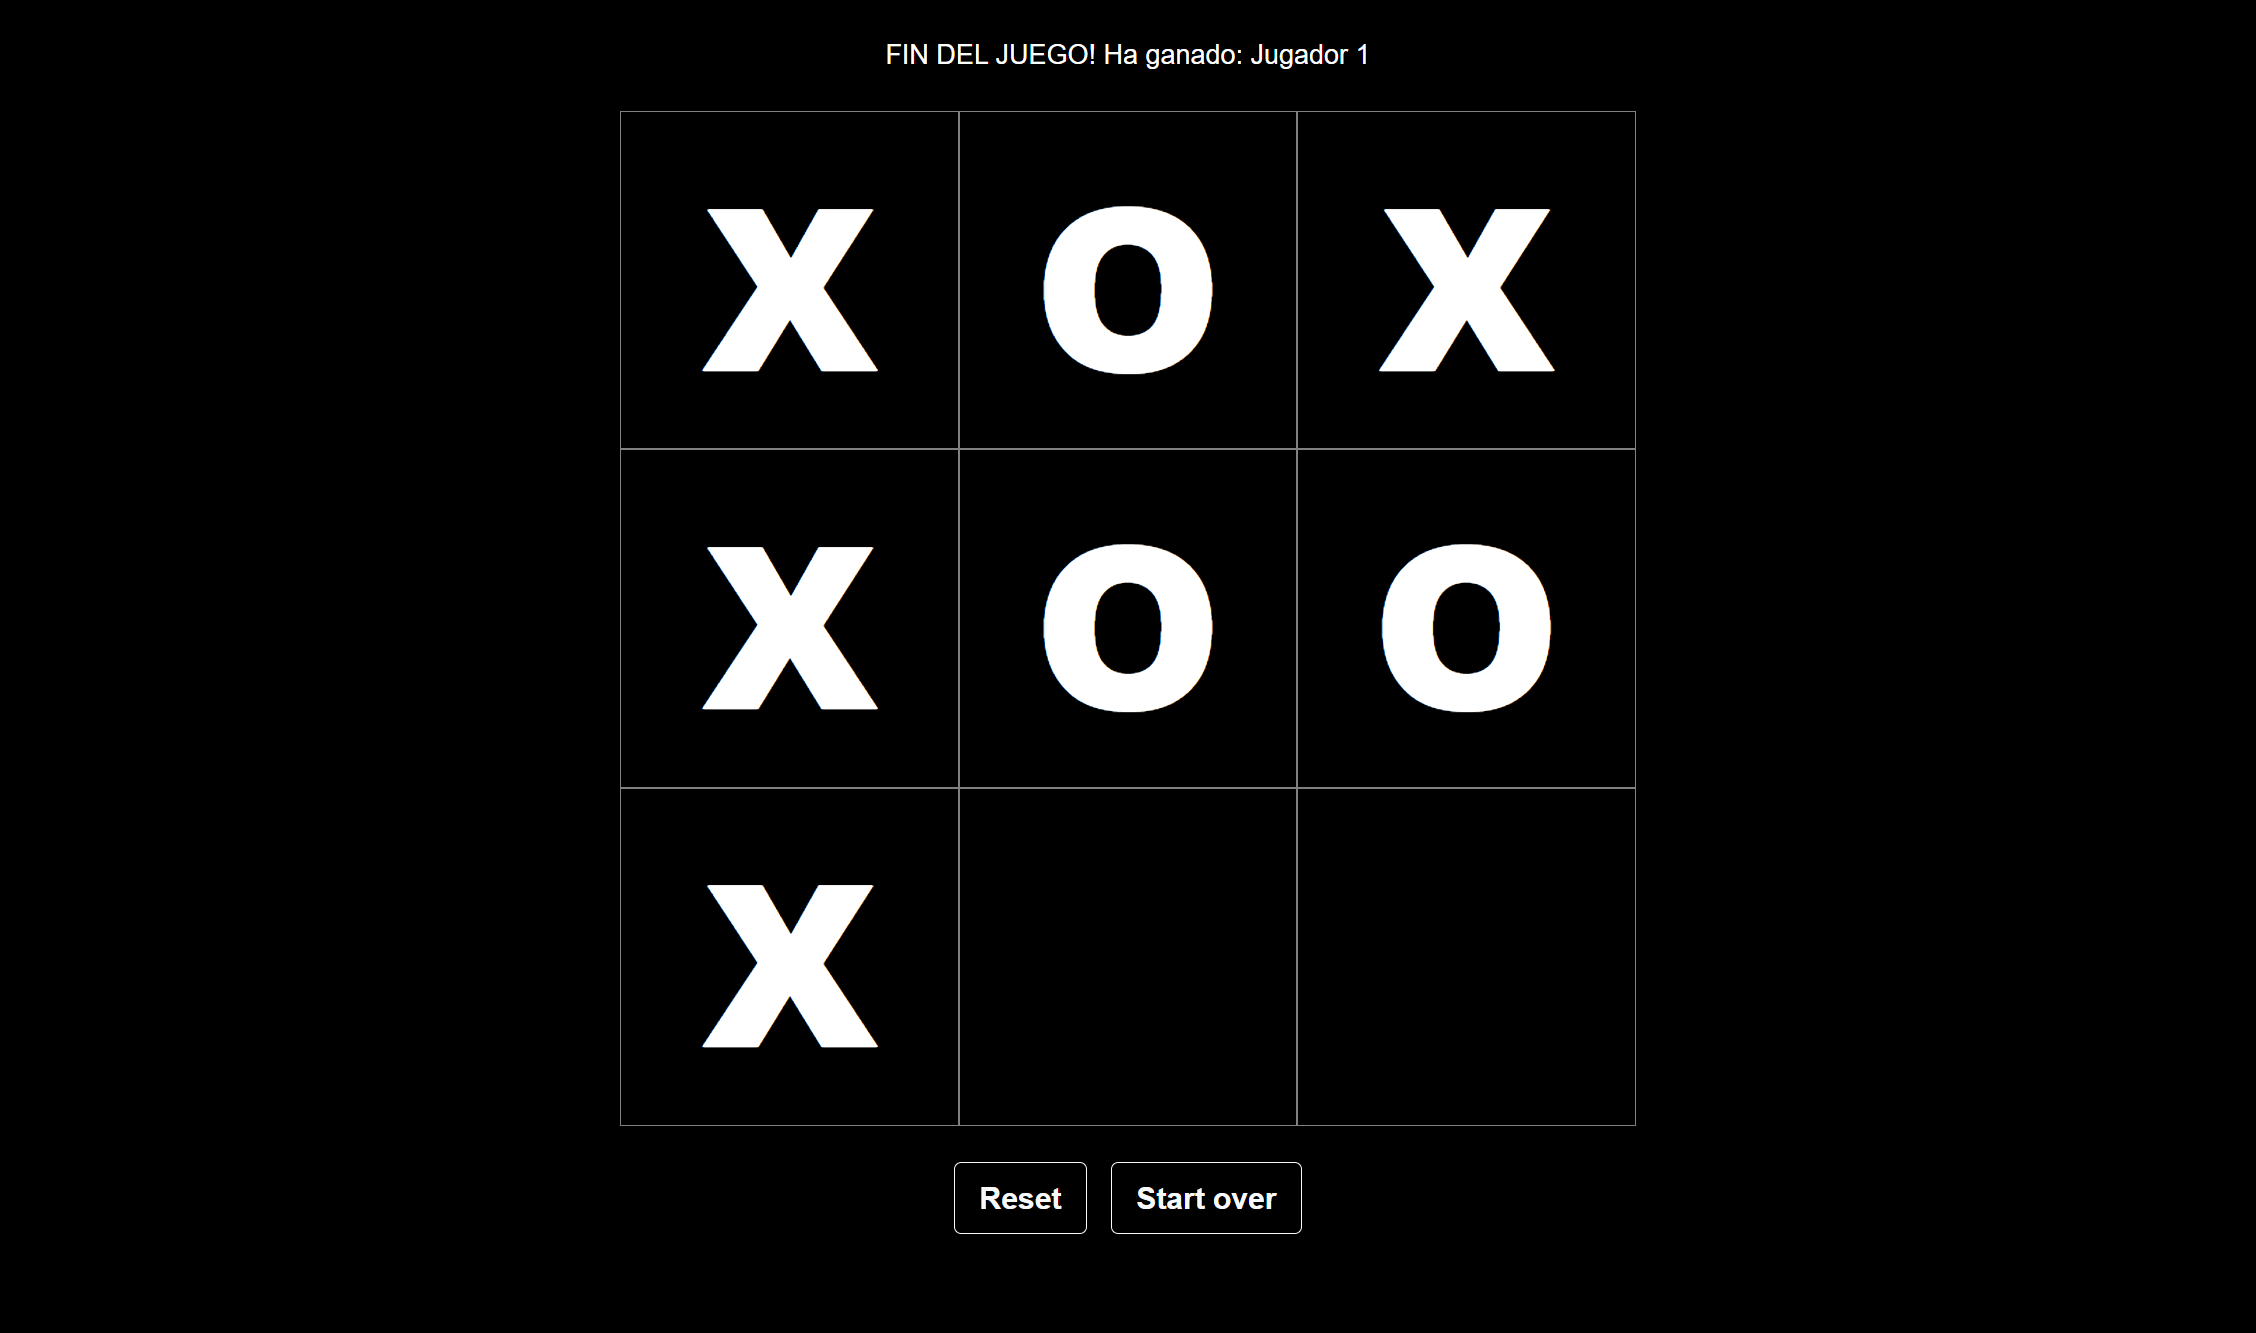 FIN DEL JUEGO! Ha ganado: Jugador 1
X O X
X O O
X
Reset Start over